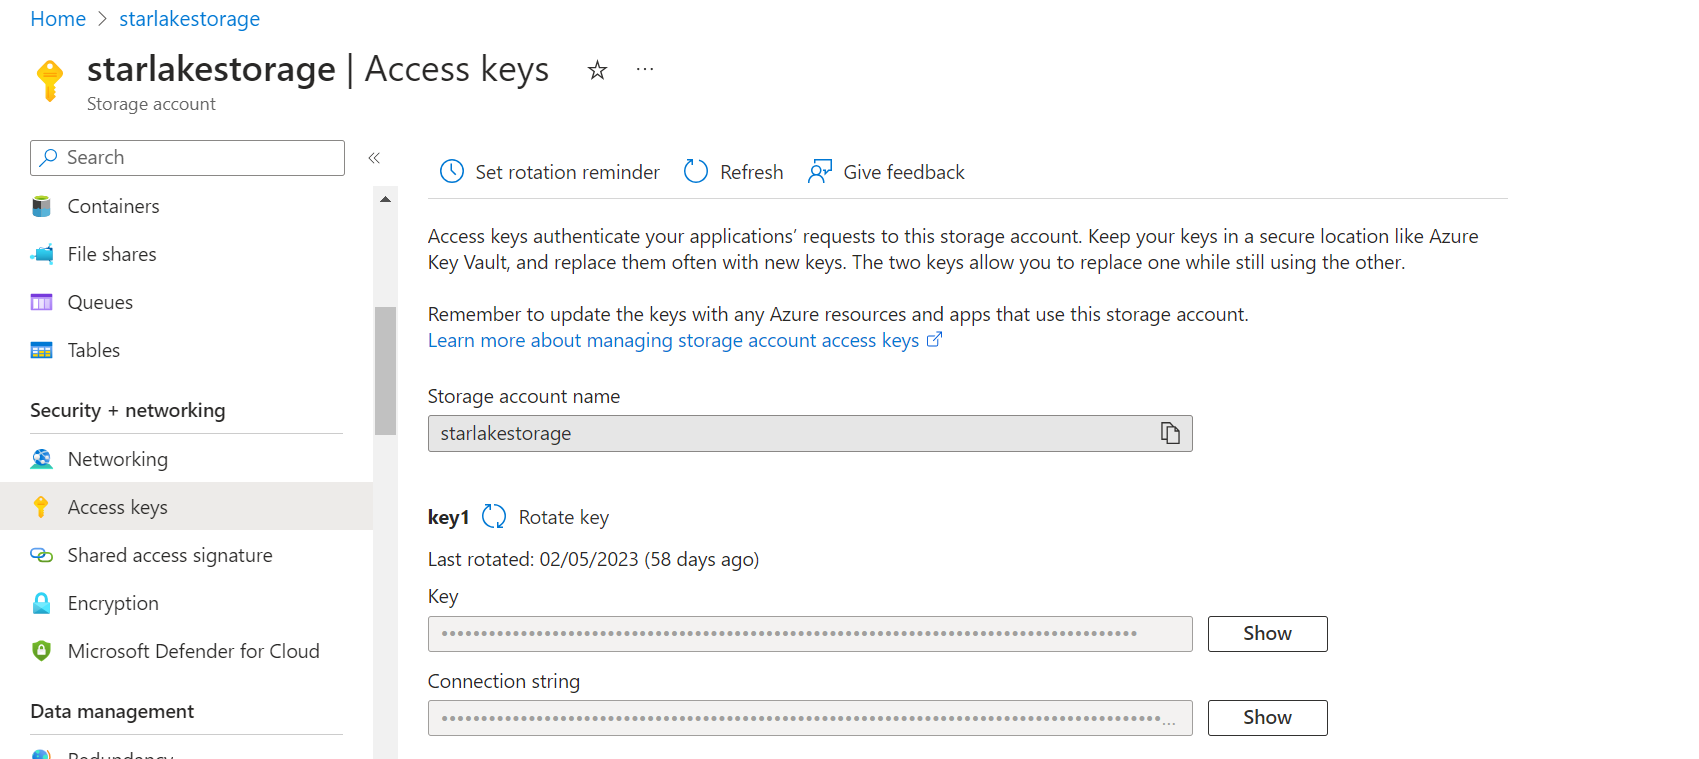 Home > starlakestorage
starlakestorage | Access keys
Storage account
Search
Containers
File shares
Queues
Tables
Security + networking
Networking
Access keys
Shared access signature
Encryption
Microsoft Defender for Cloud
Data management
Redundancy
Set rotation reminder Refresh Give feedback
Access keys authenticate your applications’ requests to this storage account. Keep your keys in a secure location like Azure
Key Vault, and replace them often with new keys. The two keys allow you to replace one while still using the other.
Remember to update the keys with any Azure resources and apps that use this storage account.
Learn more about managing storage account access keys
Storage account name
starlakestorage
key1 Rotate key
Last rotated: 02/05/2023 (58 days ago)
Key
Show
Connection string
Show